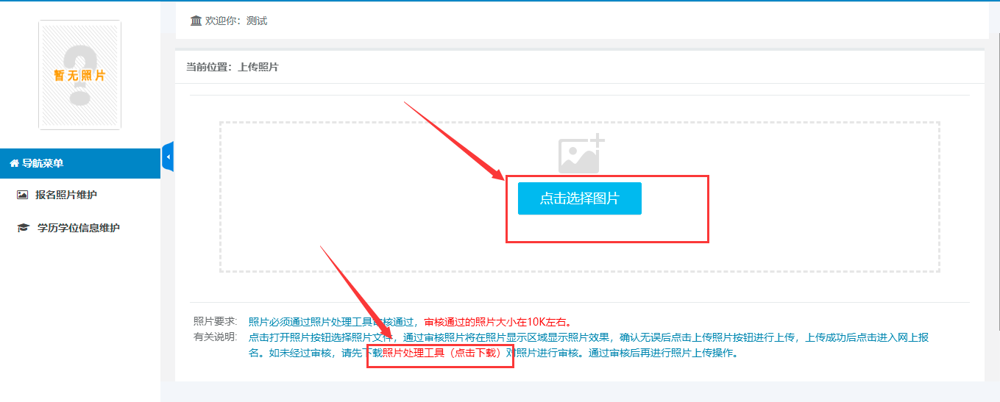 欢迎你：测试
暂无照片
当前位置：上传照片
导航菜单
报名照片维护
学历学位信息维护
点击选择图片
照片要求: 照片必须通过照片处理工具审核通过，审核通过的照片大小在10K左右。
有关说明: 点击打开照片按钮选择照片文件，通过审核照片将在照片显示区域显示照片效果，确认无误后点击上传照片按钮进行上传，上传成功后点击进入网上报
名。如未经过审核，请先下载照片处理工具（点击下载）对照片进行审核。通过审核后再进行照片上传操作。